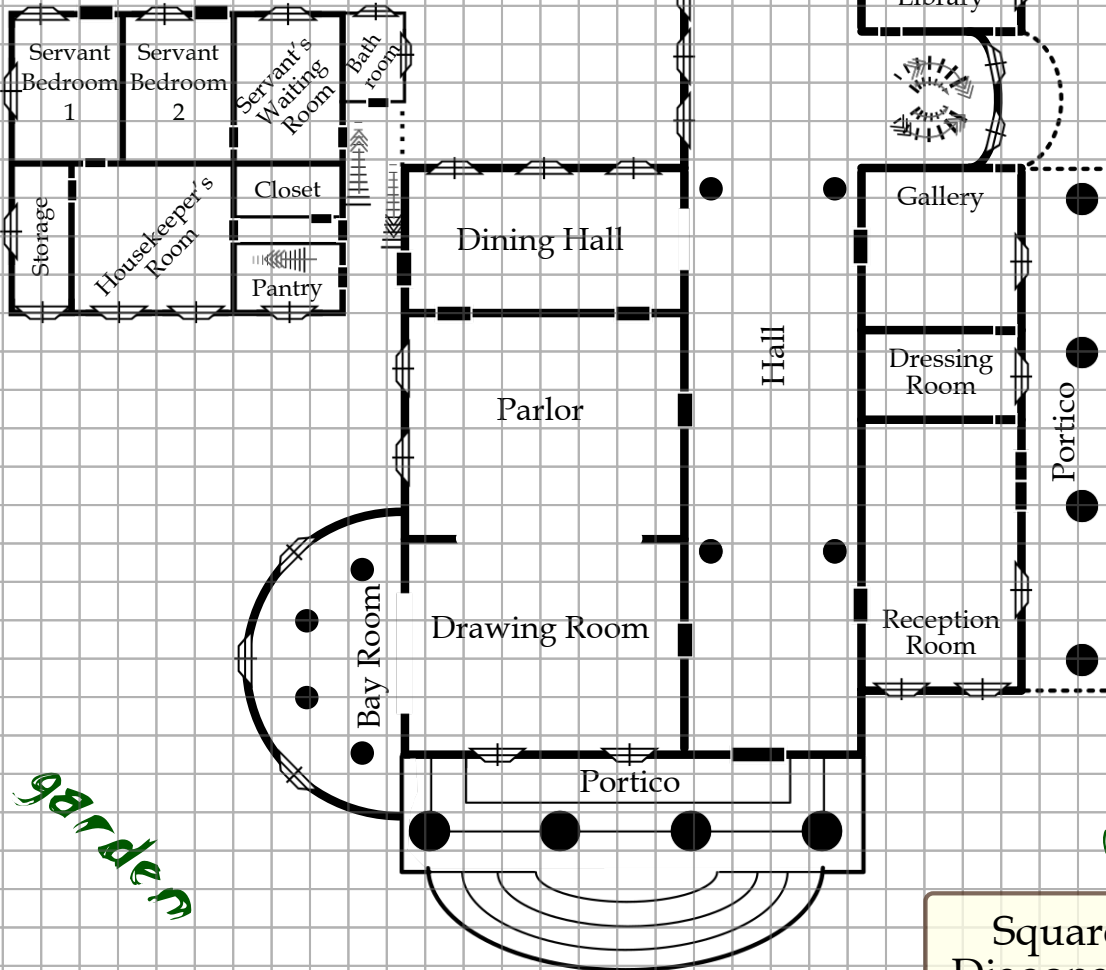 Library
Servant
Bedroom
1
Servant
Bedroom
2
Servant's
Waiting
Room
Bath
room
Closet
Gallery
Storage
Housekeeper's
Room
Pantry
Dining Hall
Hall
Dressing
Room
Parlor
Portico
Reception
Room
Drawing Room
Bay Room
Portico
garden
Square